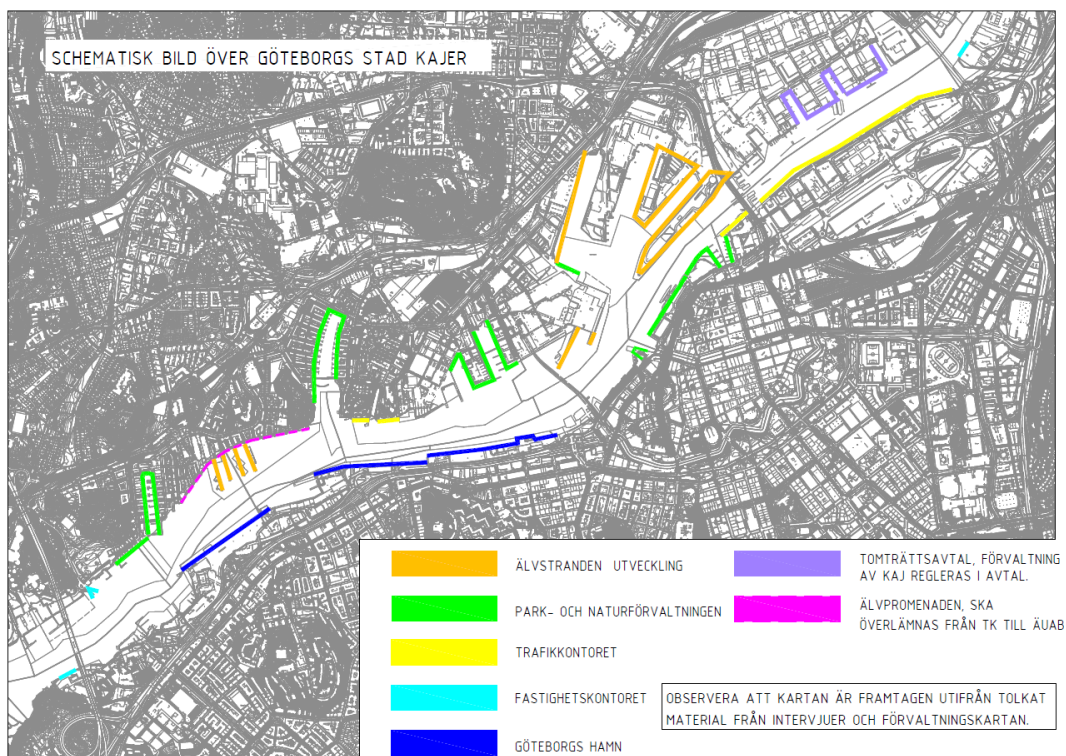 SCHEMATISK BILD ÖVER GÖTEBORGS STAD KAJER
ÄLVSTRANDEN UTVECKLING
PARK- OCH NATURFÖRVALTNINGEN
TRAFIKKONTORET
FASTIGHETSKONTORET
GÖTEBORGS HAMN
TOMTRÄTTSAVTAL, FÖRVALTNING
AV KAJ REGLERAS I AVTAL.
ÄLVPROMENADEN, SKA
ÖVERLÄMNAS FRÅN TK TILL ÄUAB
OBSERVERA ATT KARTAN ÄR FRAMTAGEN UTIFRÅN TOLKAT
MATERIAL FRÅN INTERVJUER OCH FÖRVALTNINGSKARTAN.